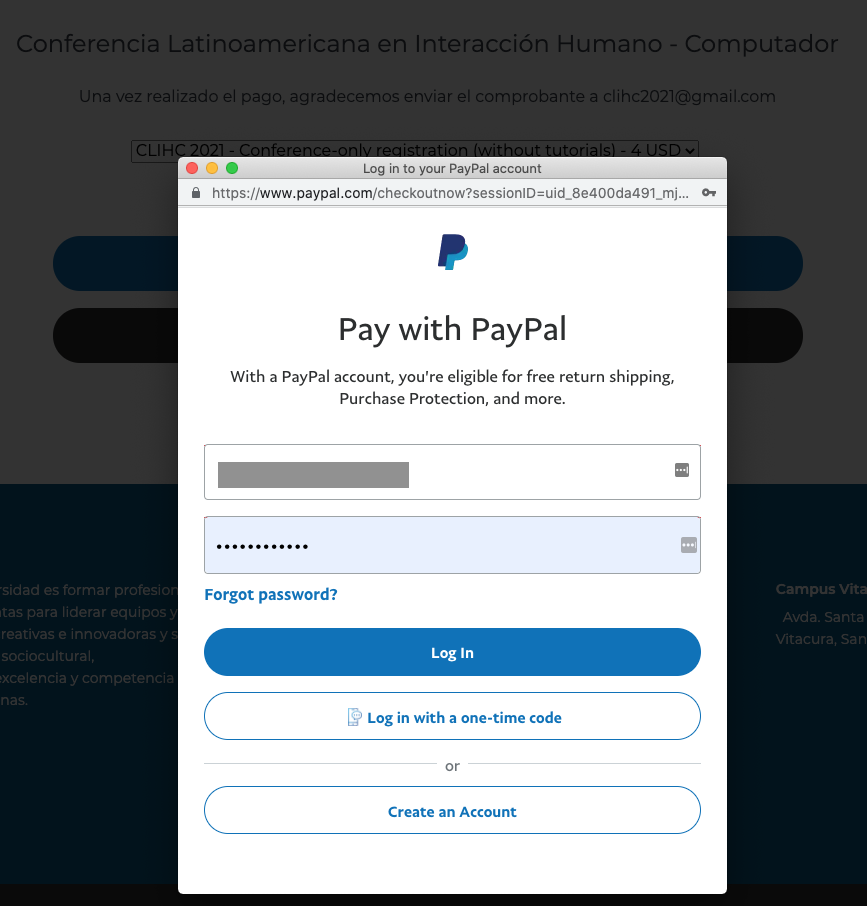 Conferencia Latinoamericana en Interacción Humano - Computador
Una vez realizado el pago, agradecemos enviar el comprobante a clihc2021@gmail.com
CLIHC 2021 - Conference-only registration (without tutorials) - 4 USD
Log in to your PayPal account
https://www.paypal.com/checkoutnow?sessionID=uid_8e400da491_mj...
Pay with PayPal
With a PayPal account, you're eligible for free return shipping,
Purchase Protection, and more.
••••••••••••
Forgot password?
Log In
Log in with a one-time code
or
Create an Account
rsidad es formar profesion
tas para liderar equipos y
reativas e innovadoras y s
sociocultural,
excelencia y competencia
nas.
Campus Vita
Avda. Santa
Vitacura, San